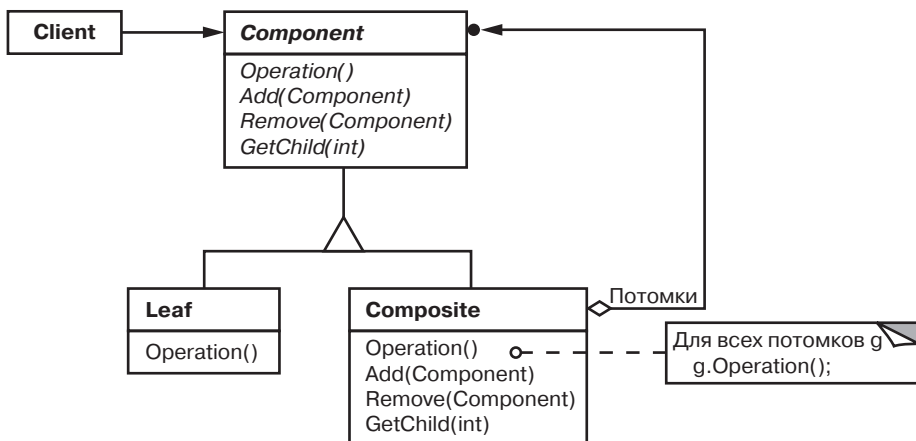 Client
Component
Operation()
Add(Component)
Remove(Component)
GetChild(int)
Leaf
Operation()
Composite
Operation()
Add(Component)
Remove(Component)
GetChild(int)
Потомки
Для всех потомков g
g.Operation();